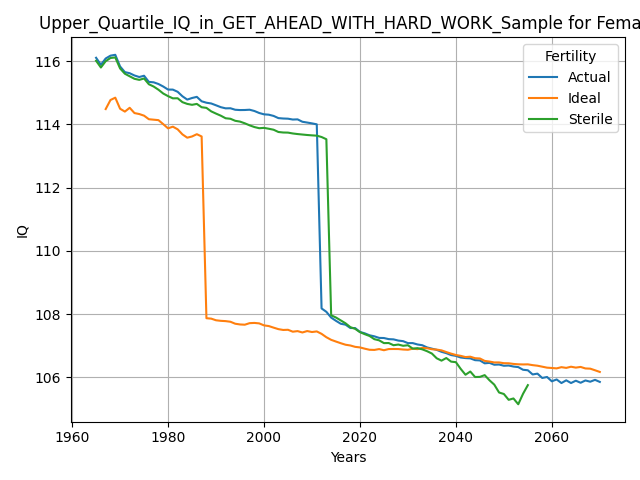 Upper_Quartile_IQ_in_GET_AHEAD_WITH_HARD_WORK_Sample for Fema
Fertility
Actual
Ideal
Sterile
116
114
112
110
108
106
IQ
1960
1980
2000
2020
2040
2060
Years